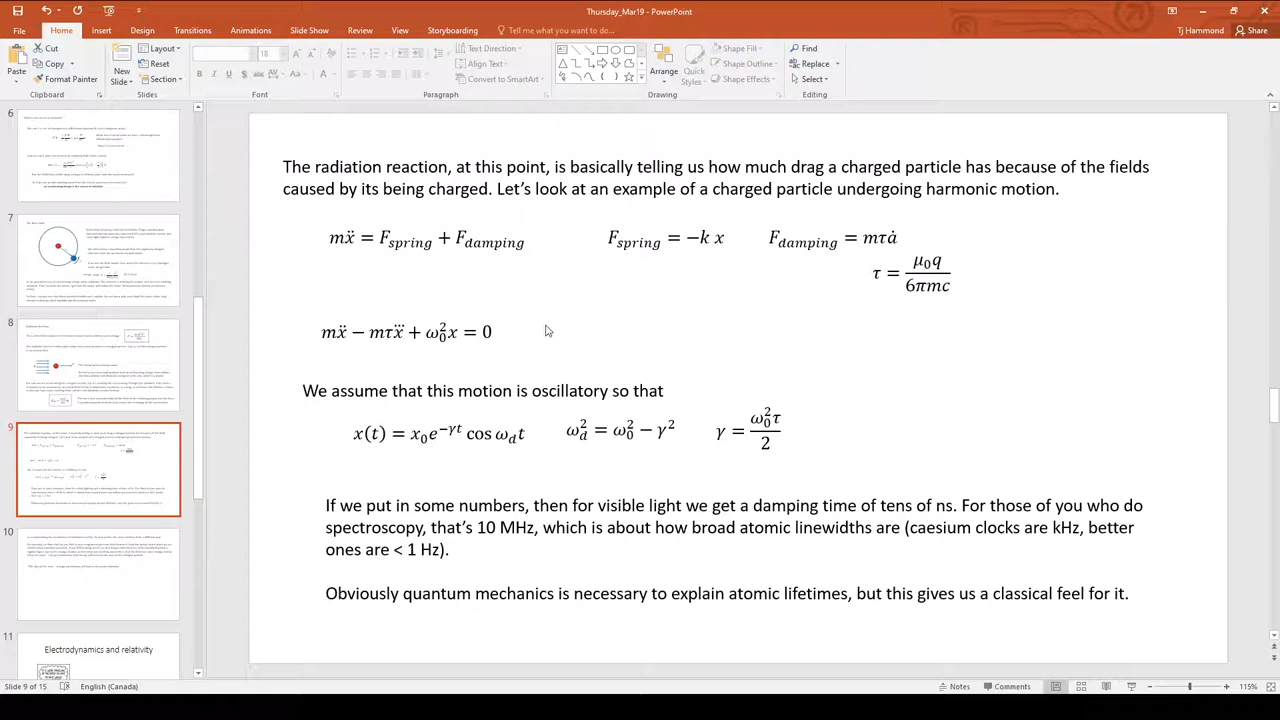 Thursday_Mar19 - PowerPoint
File Home Insert Design Transitions Animations Slide Show Review View Storyboarding Tell me what you want to do... Tj Hammond Share
Cut Layout 18 Text Direction Shape Fill Find
Paste Copy New Slide Reset Align Text Arrange Quick Styles Shape Outline Replace
Format Painter Section Convert to SmartArt Shape Effects Select
Clipboard Slides Font Paragraph Drawing Editing
6
7
8
9
10
11
Electrodynamics and relativity
The radiation reaction, at this point, is basically telling us how much drag a charged particle has because of the fields
caused by its being charged. Let's look at an example of a charged particle undergoing harmonic motion.
mẍ = F_spring + F_damping F_spring = −k x F_damping = mτȧ
τ = μ₀q / 6πmc
mẍ − mτx⃛ + ω₀²x = 0
We assume that this motion is oscillatory so that
x(t) = x₀e^−γt cos ω_d t ω_d² = ω₀² − γ² γ = ω₀²τ / 2
If we put in some numbers, then for visible light we get a damping time of tens of ns. For those of you who do
spectroscopy, that's 10 MHz, which is about how broad atomic linewidths are (caesium clocks are kHz, better
ones are < 1 Hz).
Obviously quantum mechanics is necessary to explain atomic lifetimes, but this gives us a classical feel for it.
Slide 9 of 15 English (Canada) Notes Comments 115%